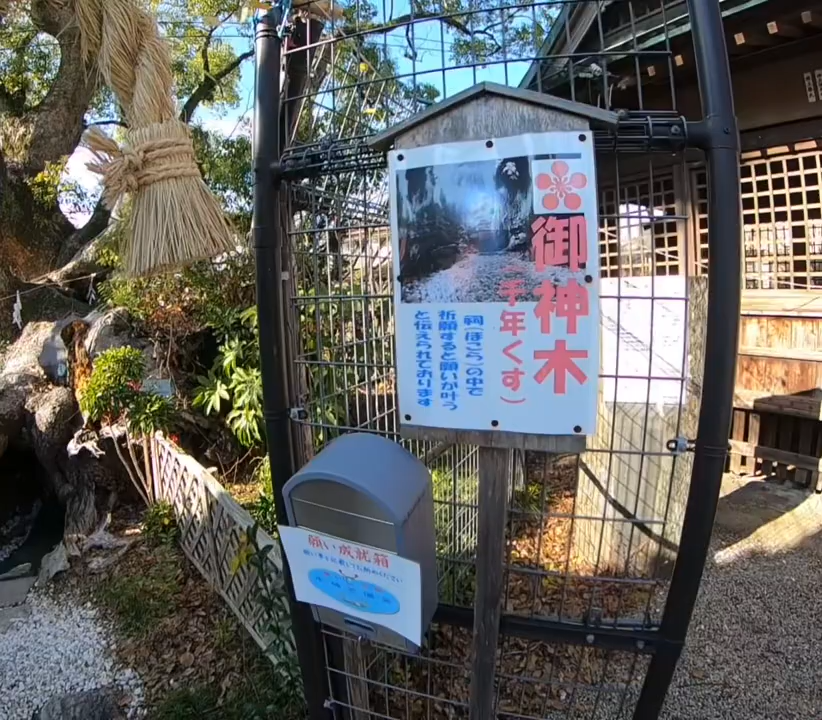 御神木
（千年くす）
祠（ほこら）の中で
祈願すると願いが叶う
と伝えられております
願い成就箱